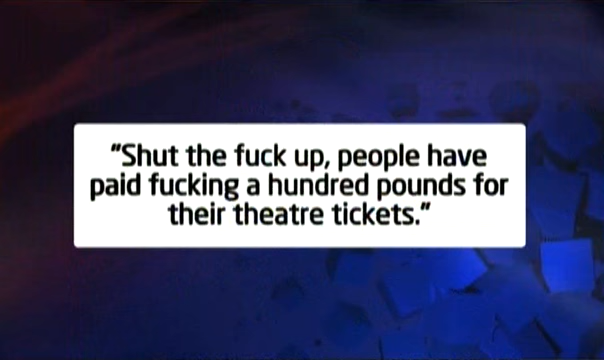 "Shut the fuck up, people have
paid fucking a hundred pounds for
their theatre tickets."